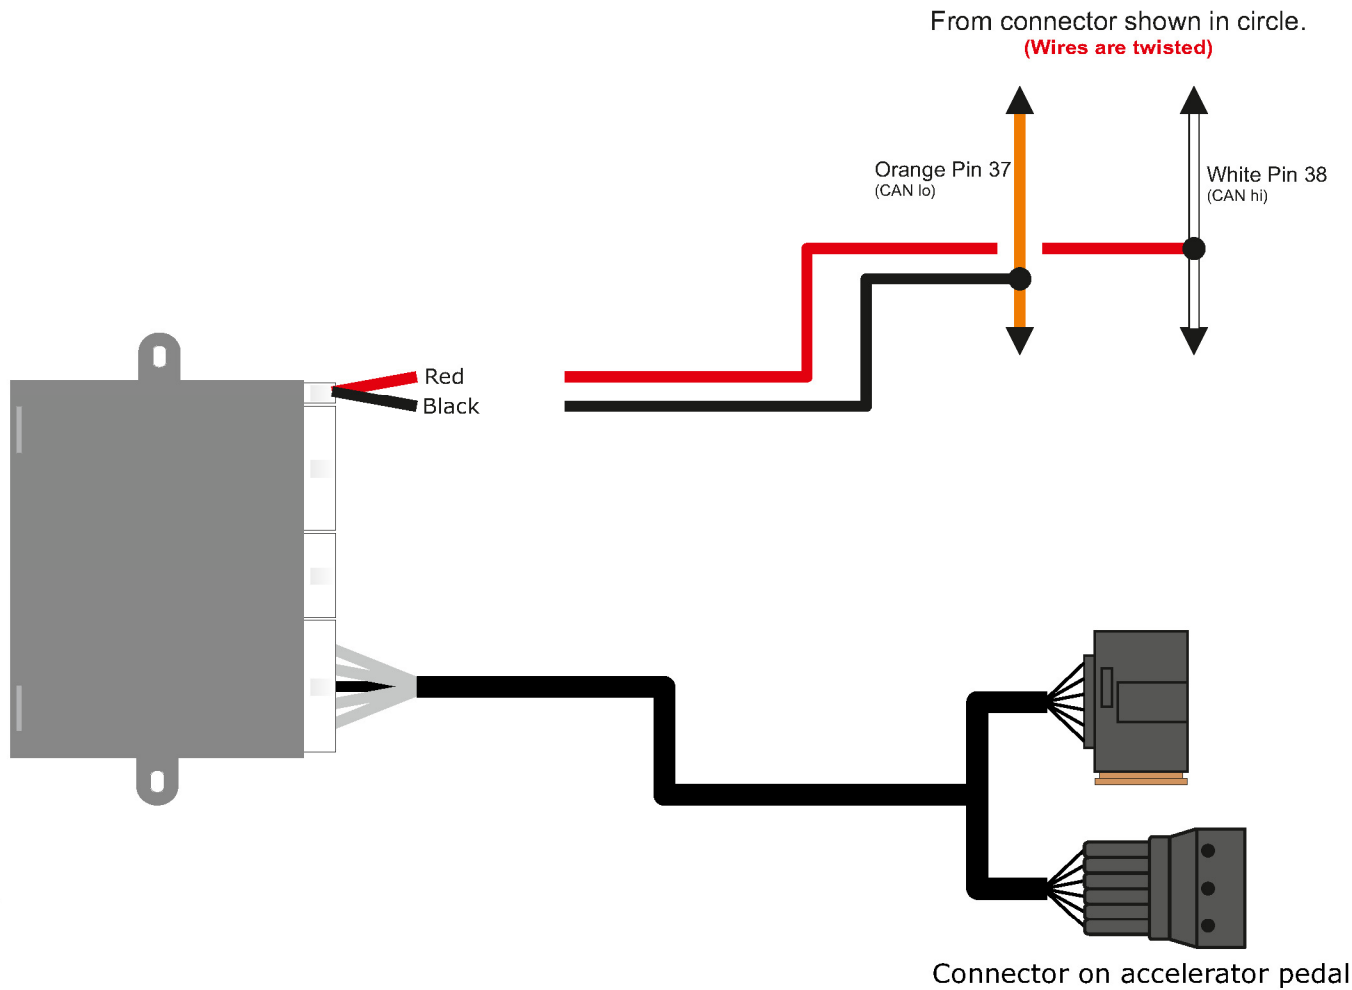 From connector shown in circle.
(Wires are twisted)
Orange Pin 37
(CAN lo)
White Pin 38
(CAN hi)
Red
Black
Connector on accelerator pedal